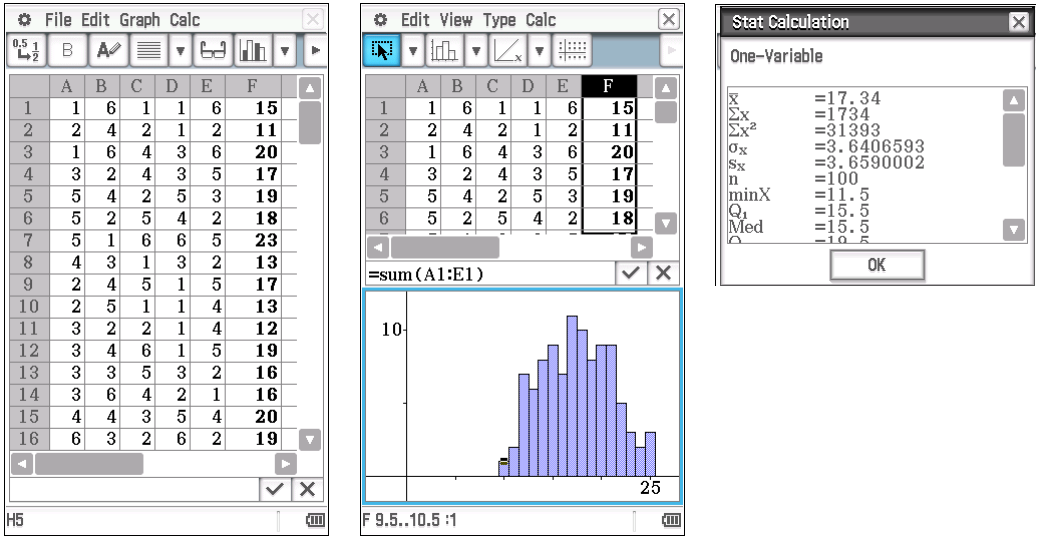 File Edit Graph Calc
0.5 1 2 B A
A B C D E F
1 1 6 1 1 6 15
2 2 4 2 1 2 11
3 1 6 4 3 6 20
4 3 2 4 3 5 17
5 5 4 2 5 3 19
6 5 2 5 4 2 18
7 5 1 6 6 5 23
8 4 3 1 3 2 13
9 2 4 5 1 5 17
10 2 5 1 1 4 13
11 3 2 2 1 4 12
12 3 4 6 1 5 19
13 3 3 5 3 2 16
14 3 6 4 2 1 16
15 4 4 3 5 4 20
16 6 3 2 6 2 19
H5
Edit View Type Calc
x
A B C D E F
1 1 6 1 1 6 15
2 2 4 2 1 2 11
3 1 6 4 3 6 20
4 3 2 4 3 5 17
5 5 4 2 5 3 19
6 5 2 5 4 2 18
=sum(A1:E1)
10
25
F 9.5..10.5 :1
Stat Calculation
One-Variable
x̄ =17.34
Σx =1734
Σx² =31393
σx =3.6406593
sx =3.6590002
n =100
minX =11.5
Q₁ =15.5
Med =15.5
OK